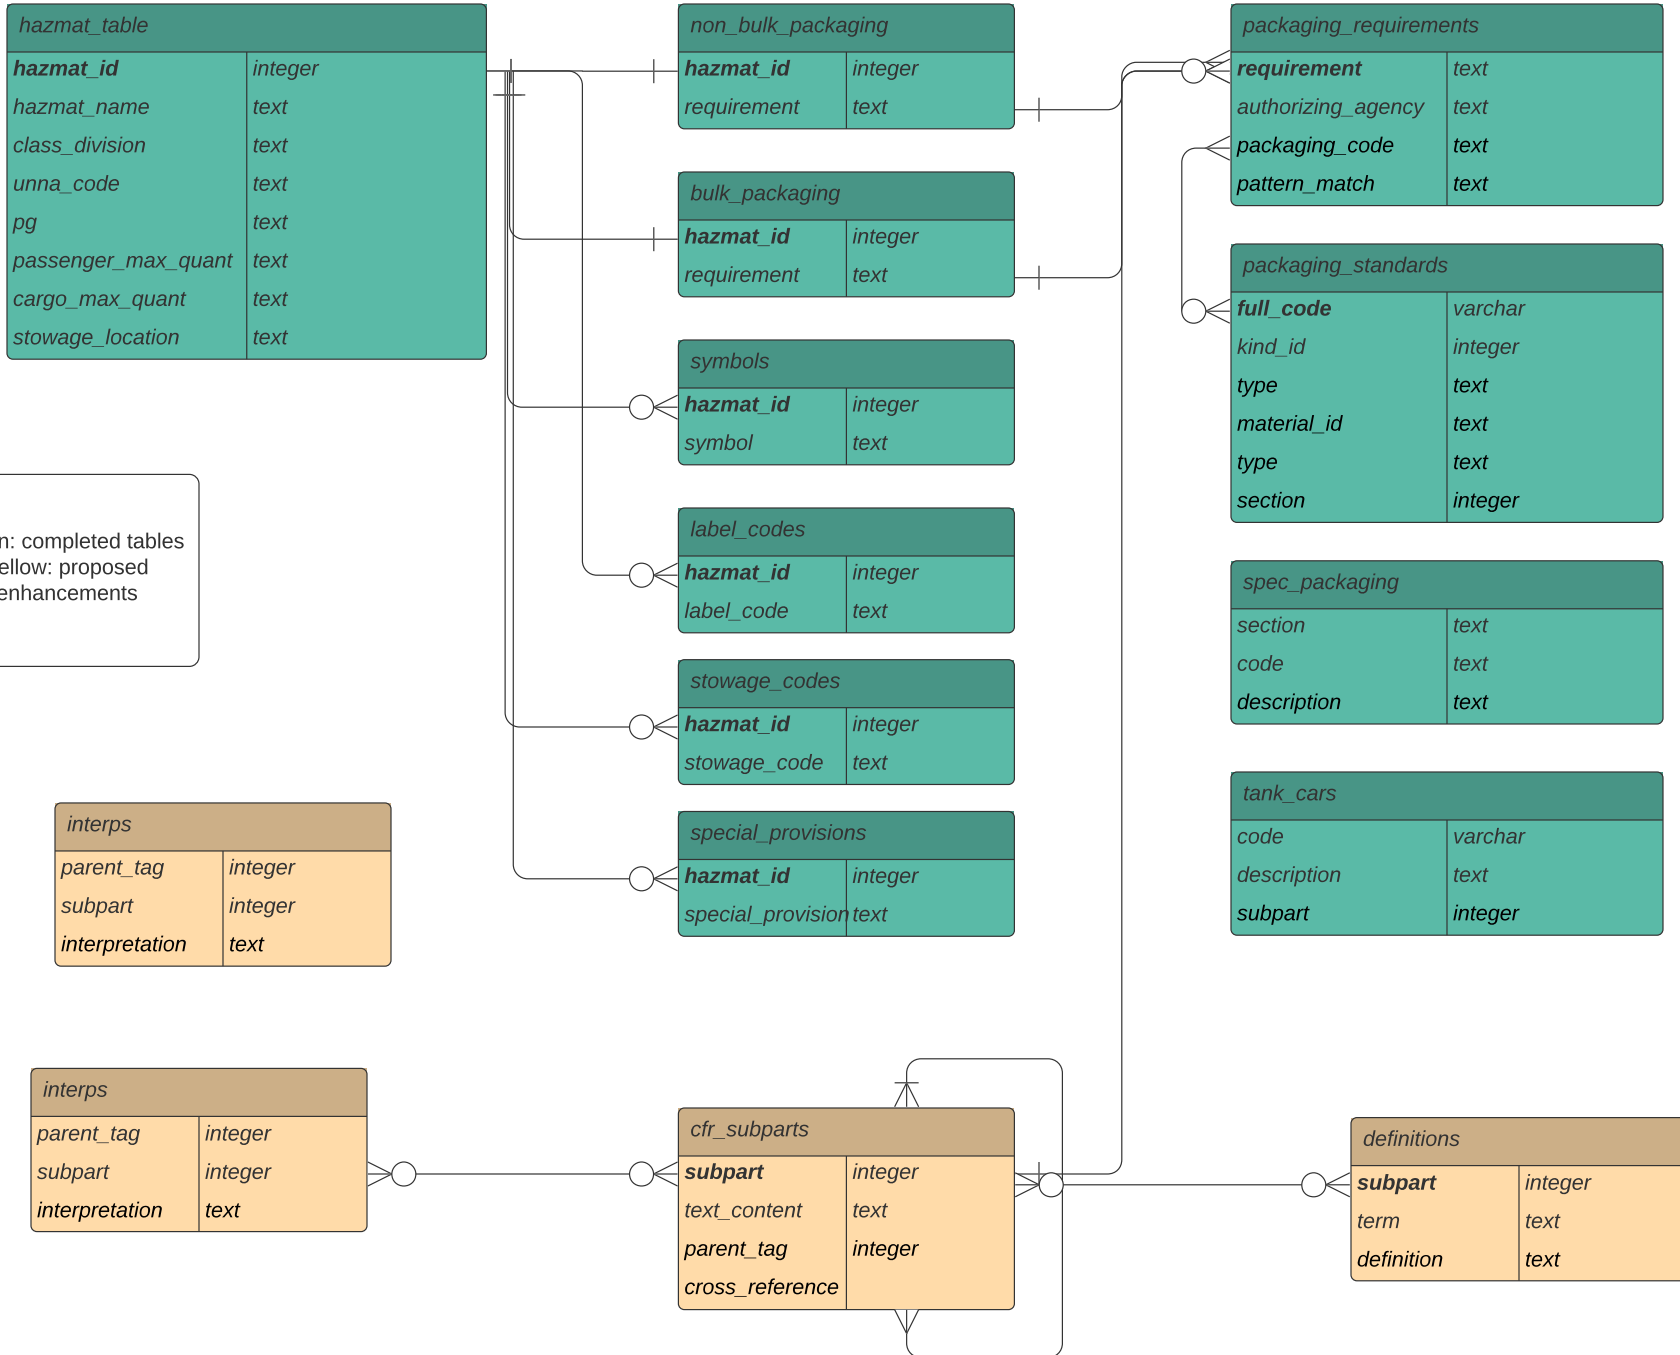 hazmat_table
hazmat_id integer
hazmat_name text
class_division text
unna_code text
pg text
passenger_max_quant text
cargo_max_quant text
stowage_location text
non_bulk_packaging
hazmat_id integer
requirement text
packaging_requirements
requirement text
authorizing_agency text
packaging_code text
pattern_match text
bulk_packaging
hazmat_id integer
requirement text
packaging_standards
full_code varchar
kind_id integer
type text
material_id text
type text
section integer
symbols
hazmat_id integer
symbol text
n: completed tables
ellow: proposed
enhancements
label_codes
hazmat_id integer
label_code text
spec_packaging
section text
code text
description text
stowage_codes
hazmat_id integer
stowage_code text
tank_cars
code varchar
description text
subpart integer
interps
parent_tag integer
subpart integer
interpretation text
special_provisions
hazmat_id integer
special_provision text
interps
parent_tag integer
subpart integer
interpretation text
cfr_subparts
subpart integer
text_content text
parent_tag integer
cross_reference
definitions
subpart integer
term text
definition text